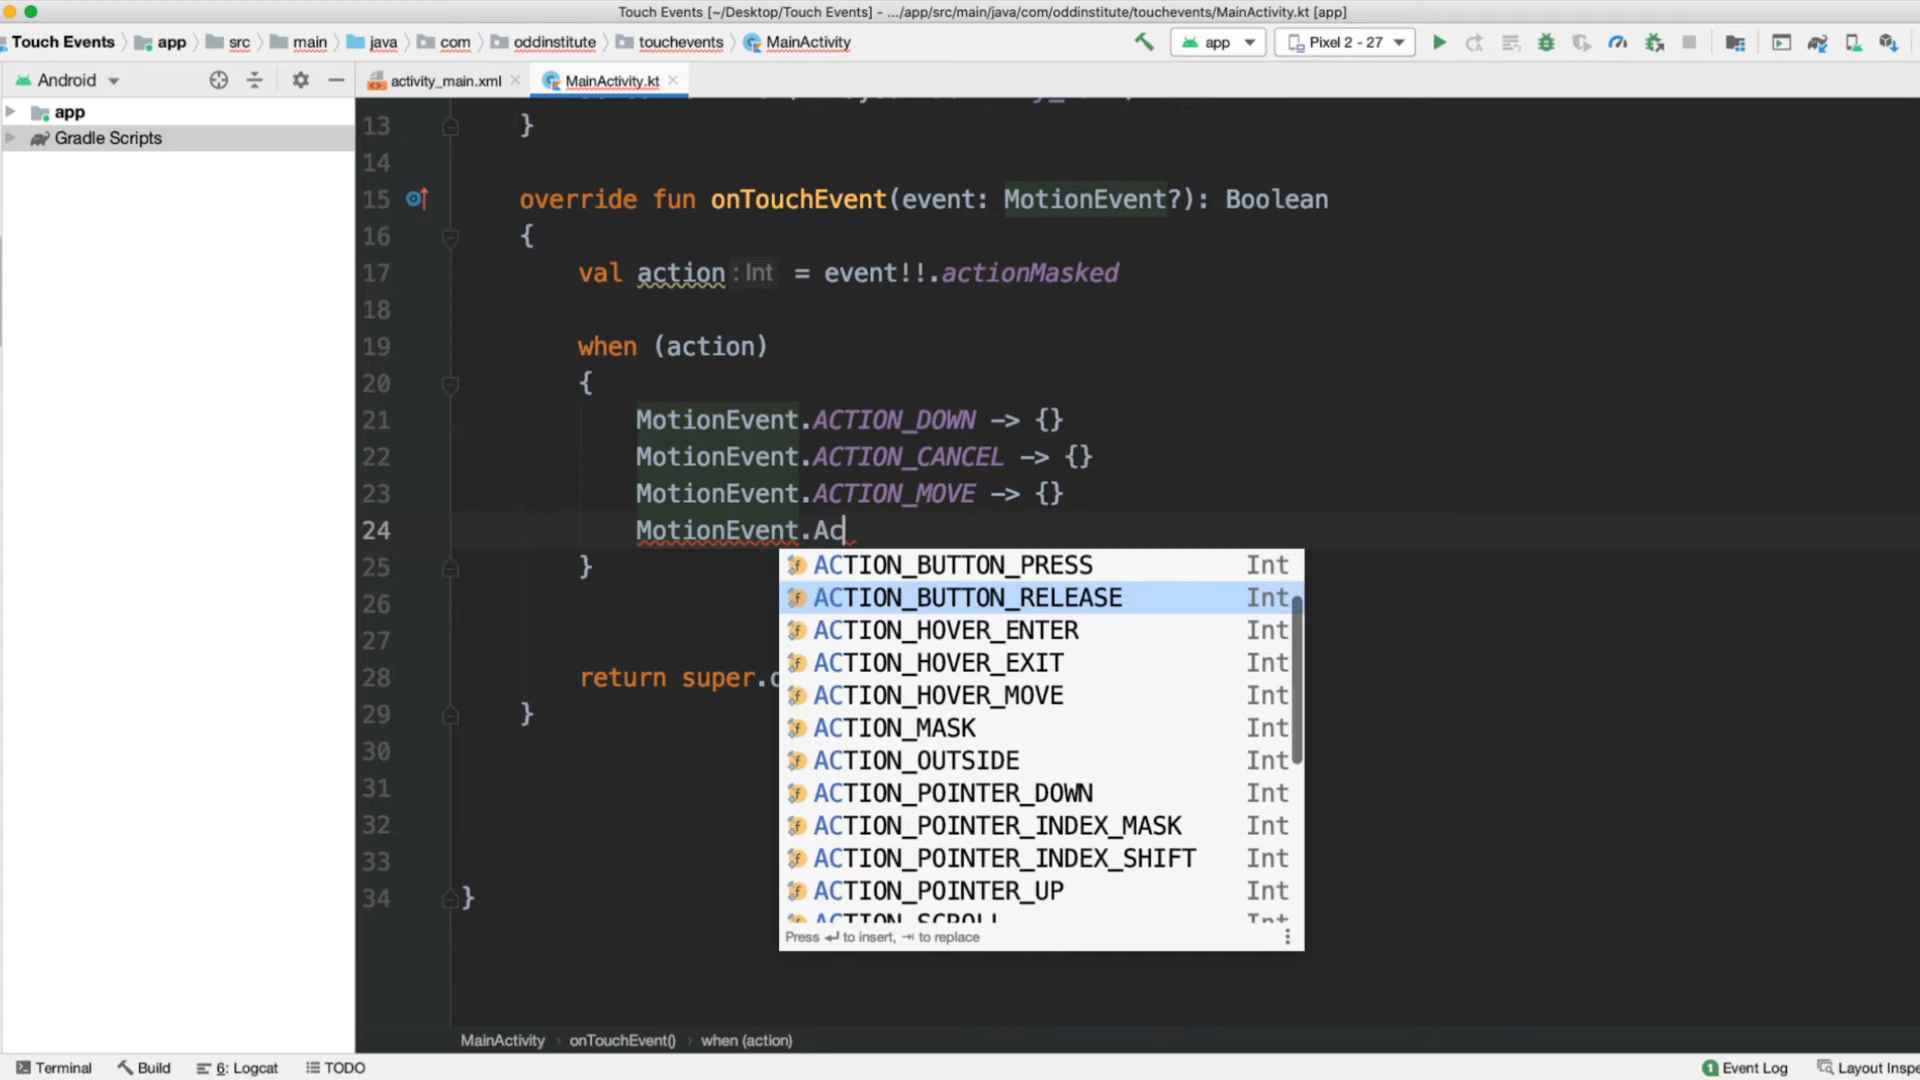 Touch Events [~/Desktop/Touch Events] - .../app/src/main/java/com/oddinstitute/touchevents/MainActivity.kt [app]
Touch Events app src main java com oddinstitute touchevents MainActivity app Pixel 2 - 27
Android activity_main.xml MainActivity.kt
app
Gradle Scripts
13 }
14
15 override fun onTouchEvent(event: MotionEvent?): Boolean
16 {
17 val action : Int = event!!.actionMasked
18
19 when (action)
20 {
21 MotionEvent.ACTION_DOWN -> {}
22 MotionEvent.ACTION_CANCEL -> {}
23 MotionEvent.ACTION_MOVE -> {}
24 MotionEvent.Ac
25 }
26
27
28 return super.
29 }
30
31
32
33
34 }
ACTION_BUTTON_PRESS Int
ACTION_BUTTON_RELEASE Int
ACTION_HOVER_ENTER Int
ACTION_HOVER_EXIT Int
ACTION_HOVER_MOVE Int
ACTION_MASK Int
ACTION_OUTSIDE Int
ACTION_POINTER_DOWN Int
ACTION_POINTER_INDEX_MASK Int
ACTION_POINTER_INDEX_SHIFT Int
ACTION_POINTER_UP Int
ACTION_SCROLL Int
Press ↵ to insert, ⇥ to replace
MainActivity › onTouchEvent() › when (action)
Terminal Build 6: Logcat TODO 1 Event Log Layout Inspe